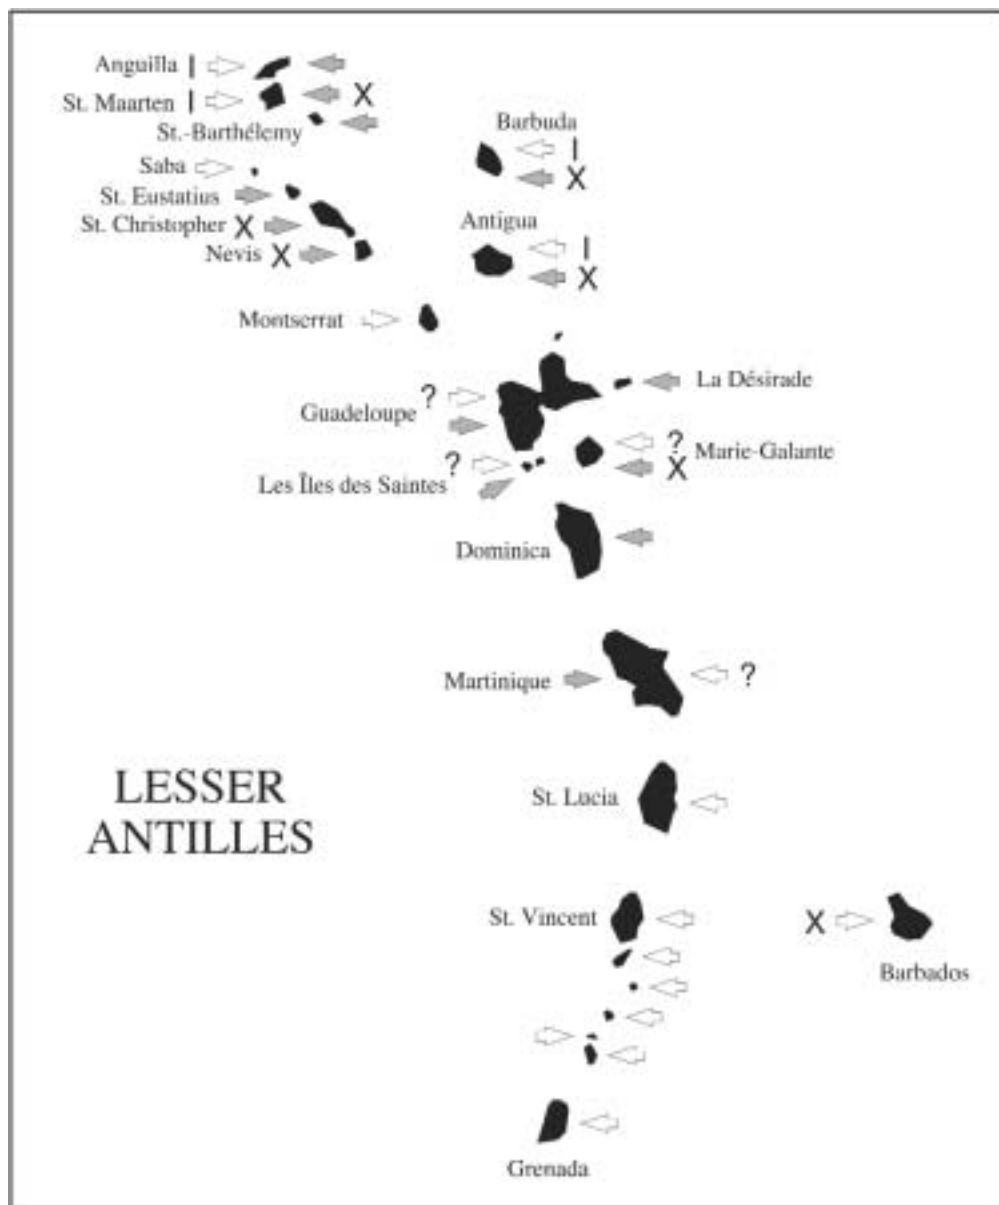 Anguilla I
St. Maarten I X
St.-Barthélemy
Barbuda
I
X
Saba
St. Eustatius
St. Christopher X
Nevis X
Antigua
I
X
Montserrat
La Désirade
?
Guadeloupe
?
Marie-Galante
X
?
Les Îles des Saintes
Dominica
Martinique ?
LESSER
ANTILLES
St. Lucia
St. Vincent
X
Barbados
Grenada